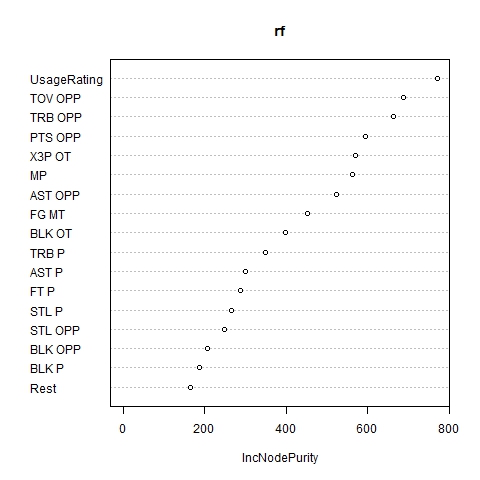 rf
UsageRating
TOV OPP
TRB OPP
PTS OPP
X3P OT
MP
AST OPP
FG MT
BLK OT
TRB P
AST P
FT P
STL P
STL OPP
BLK OPP
BLK P
Rest
0 200 400 600 800
IncNodePurity